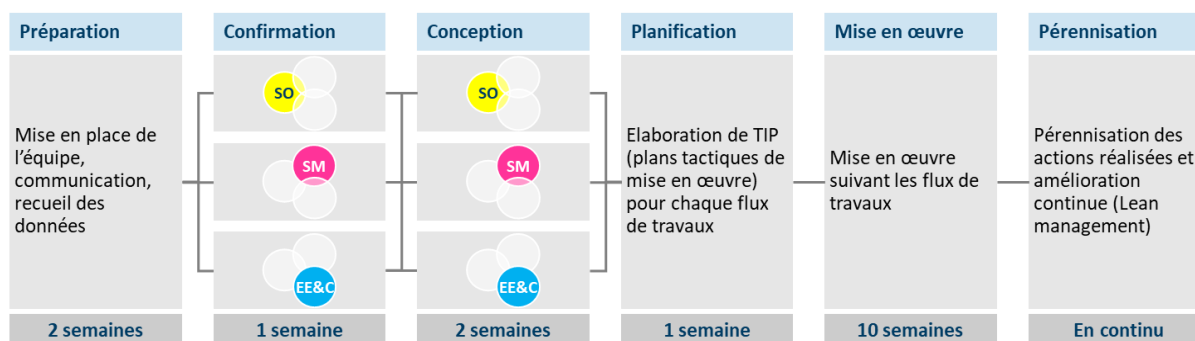 Préparation
Confirmation
Conception
Planification
Mise en œuvre
Pérennisation
Mise en place de
l'équipe,
communication,
recueil des
données
SO
SM
EE&C
SO
SM
EE&C
Elaboration de TIP
(plans tactiques de
mise en œuvre)
pour chaque flux
de travaux
Mise en œuvre
suivant les flux de
travaux
Pérennisation des
actions réalisées et
amélioration
continue (Lean
management)
2 semaines
1 semaine
2 semaines
1 semaine
10 semaines
En continu